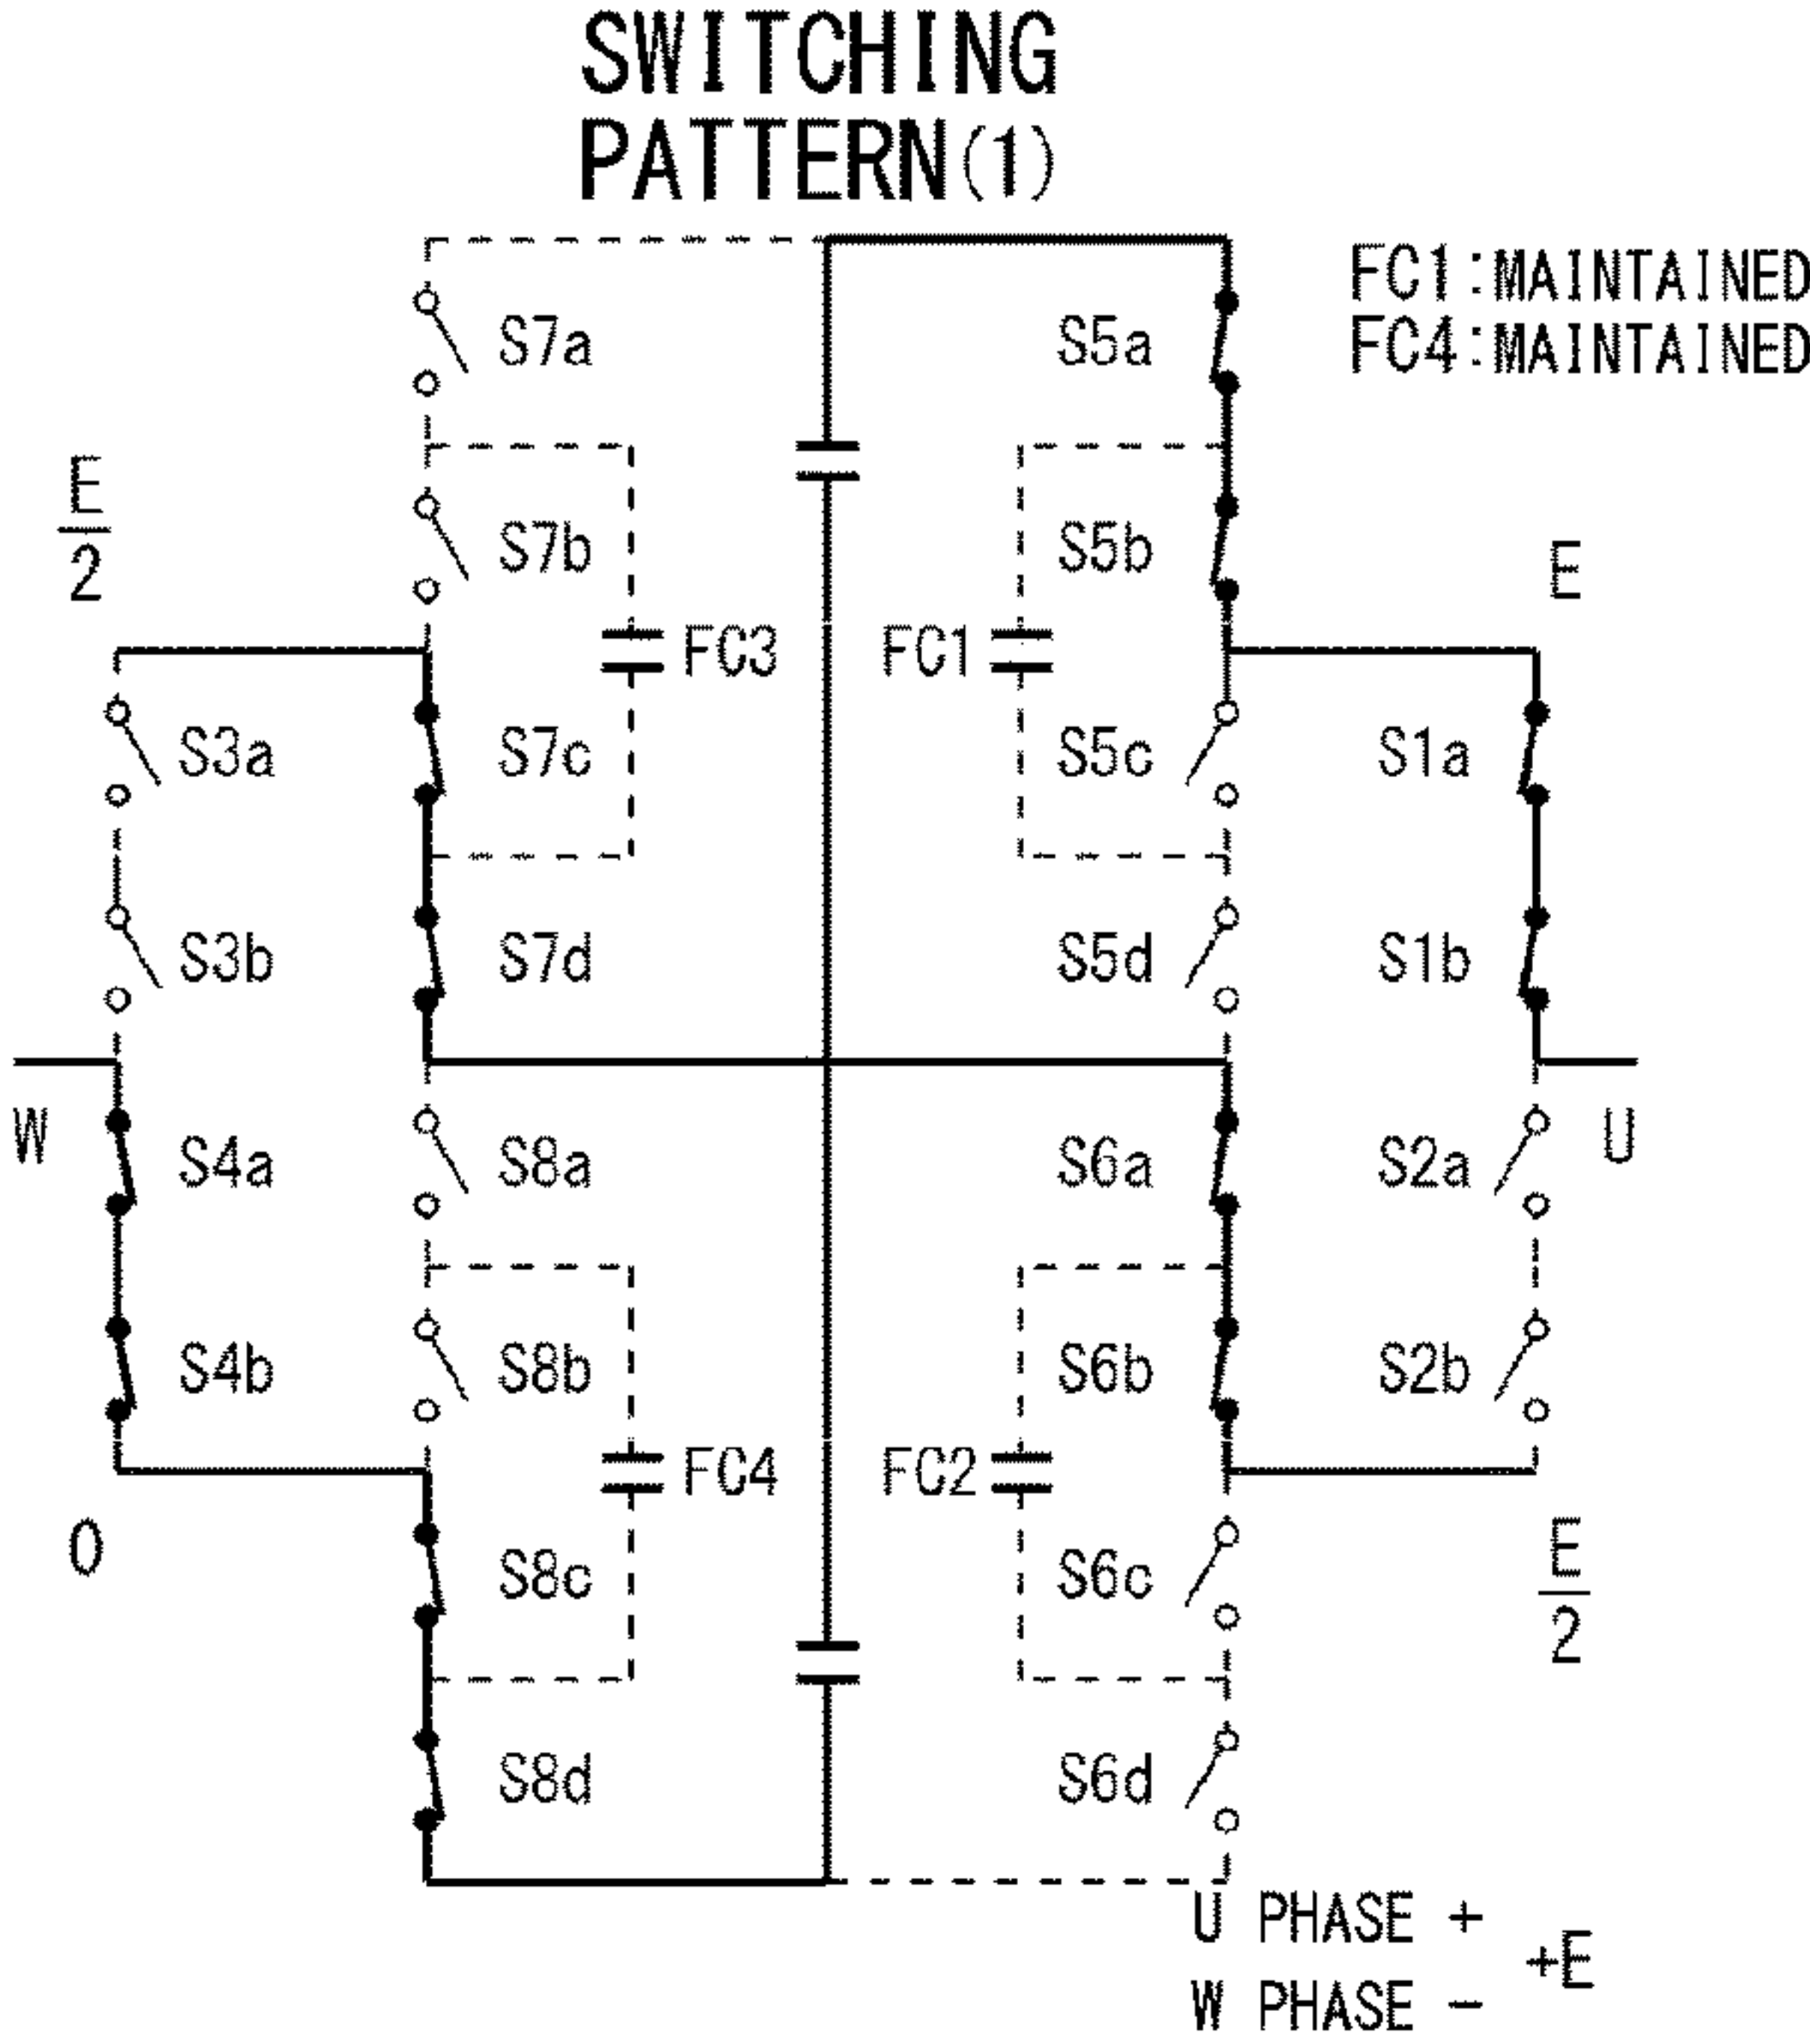 SWITCHING
PATTERN(1)
FC1:MAINTAINED
FC4:MAINTAINED
S7a
S5a
E
2
S7b
S5b
E
FC3
FC1
S3a
S7c
S5c
S1a
S3b
S7d
S5d
S1b
W
S4a
S8a
S6a
S2a
U
S4b
S8b
S6b
S2b
FC4
FC2
0
S8c
S6c
E
2
S8d
S6d
U PHASE +
+E
W PHASE -